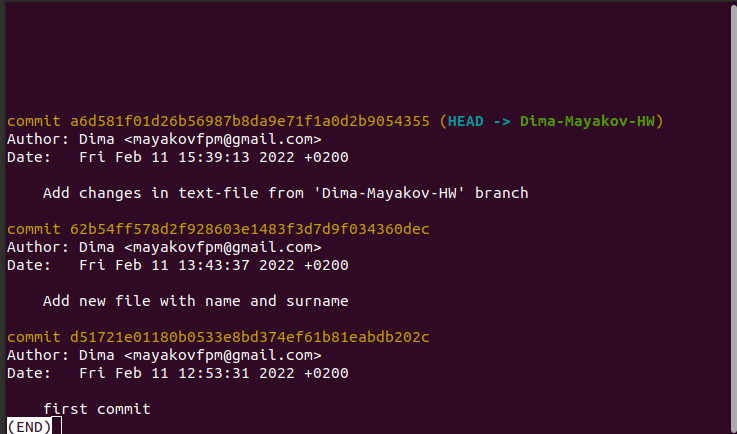 commit a6d581f01d26b56987b8da9e71f1a0d2b9054355 (HEAD -> Dima-Mayakov-HW)
Author: Dima <mayakovfpm@gmail.com>
Date:   Fri Feb 11 15:39:13 2022 +0200
Add changes in text-file from 'Dima-Mayakov-HW' branch
commit 62b54ff578d2f928603e1483f3d7d9f034360dec
Author: Dima <mayakovfpm@gmail.com>
Date:   Fri Feb 11 13:43:37 2022 +0200
Add new file with name and surname
commit d51721e01180b0533e8bd374ef61b81eabdb202c
Author: Dima <mayakovfpm@gmail.com>
Date:   Fri Feb 11 12:53:31 2022 +0200
first commit
(END)